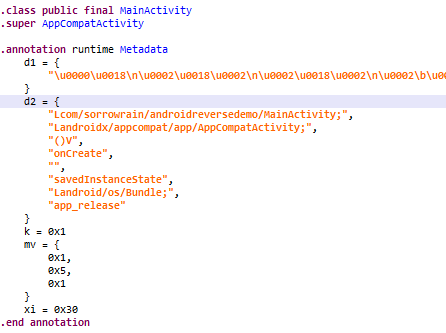 .class public final MainActivity
.super AppCompatActivity
.annotation runtime Metadata
d1 = {
"\u0000\u0018\n\u0002\u0018\u0002\n\u0002\u0018\u0002\n\u0002\b\u00
}
d2 = {
"Lcom/sorrowrain/androidreversedemo/MainActivity;",
"Landroidx/appcompat/app/AppCompatActivity;",
"()V",
"onCreate",
"",
"savedInstanceState",
"Landroid/os/Bundle;",
"app_release"
}
k = 0x1
mv = {
0x1,
0x5,
0x1
}
xi = 0x30
.end annotation